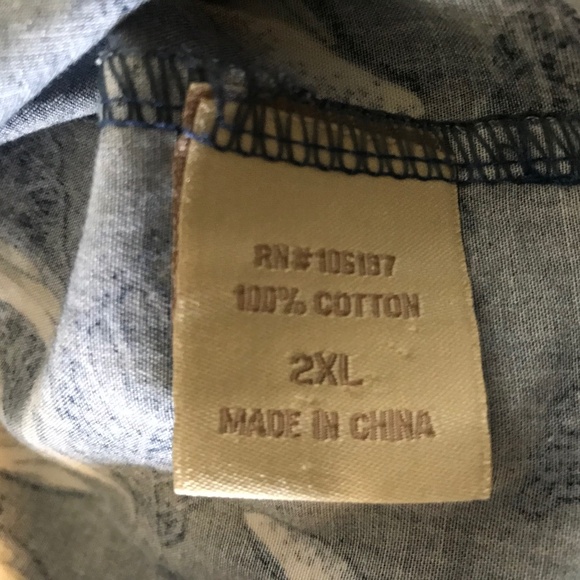 RN#106197
100% COTTON
2XL
MADE IN CHINA